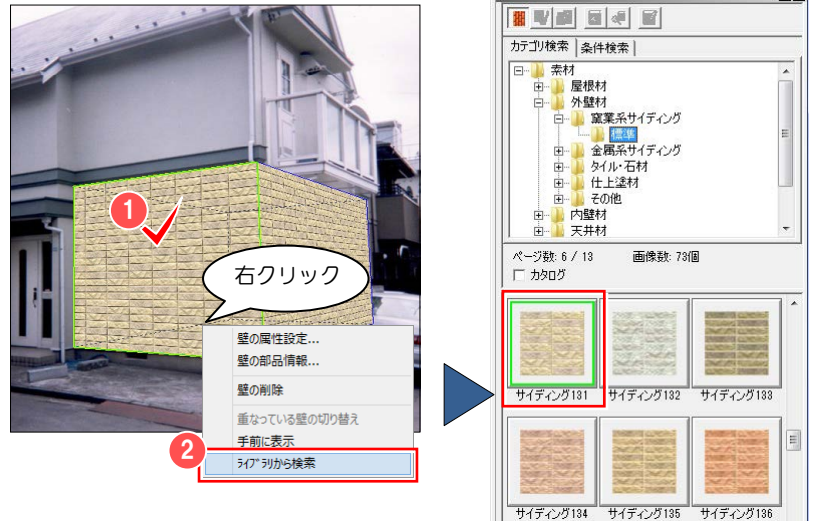 1
右クリック
壁の属性設定...
壁の部品情報...
壁の削除
重なっている壁の切り替え
手前に表示
2
ﾗｲﾌﾞﾗﾘから検索
カテゴリ検索
条件検索
素材
屋根材
外壁材
窯業系サイディング
標準
金属系サイディング
タイル・石材
仕上塗材
その他
内壁材
天井材
ページ数: 6 / 13 画像数: 73個
カタログ
サイディング131 サイディング132 サイディング133
サイディング134 サイディング135 サイディング136